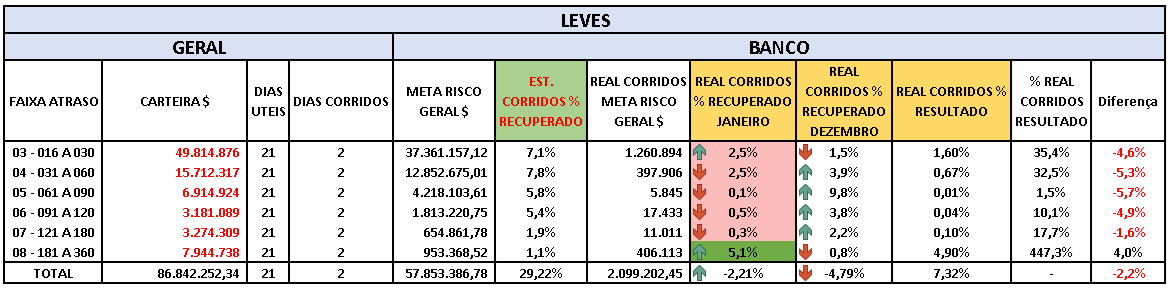 LEVES
GERAL BANCO
FAIXA ATRASO CARTEIRA $ DIAS UTEIS DIAS CORRIDOS META RISCO GERAL $ EST. CORRIDOS % RECUPERADO REAL CORRIDOS META RISCO GERAL $ REAL CORRIDOS % RECUPERADO JANEIRO REAL CORRIDOS % RECUPERADO DEZEMBRO REAL CORRIDOS % RESULTADO % REAL CORRIDOS RESULTADO Diferença
03 - 016 A 030 49.814.876 21 2 37.361.157,12 7,1% 1.260.894 2,5% 1,5% 1,60% 35,4% -4,6%
04 - 031 A 060 15.712.317 21 2 12.852.675,01 7,8% 397.906 2,5% 3,9% 0,67% 32,5% -5,3%
05 - 061 A 090 6.914.924 21 2 4.218.103,61 5,8% 5.845 0,1% 9,8% 0,01% 1,5% -5,7%
06 - 091 A 120 3.181.089 21 2 1.813.220,75 5,4% 17.433 0,5% 3,8% 0,04% 10,1% -4,9%
07 - 121 A 180 3.274.309 21 2 654.861,78 1,9% 11.011 0,3% 2,2% 0,10% 17,7% -1,6%
08 - 181 A 360 7.944.738 21 2 953.368,52 1,1% 406.113 5,1% 0,8% 4,90% 447,3% 4,0%
TOTAL 86.842.252,34 21 2 57.853.386,78 29,22% 2.099.202,45 -2,21% -4,79% 7,32% - -2,2%